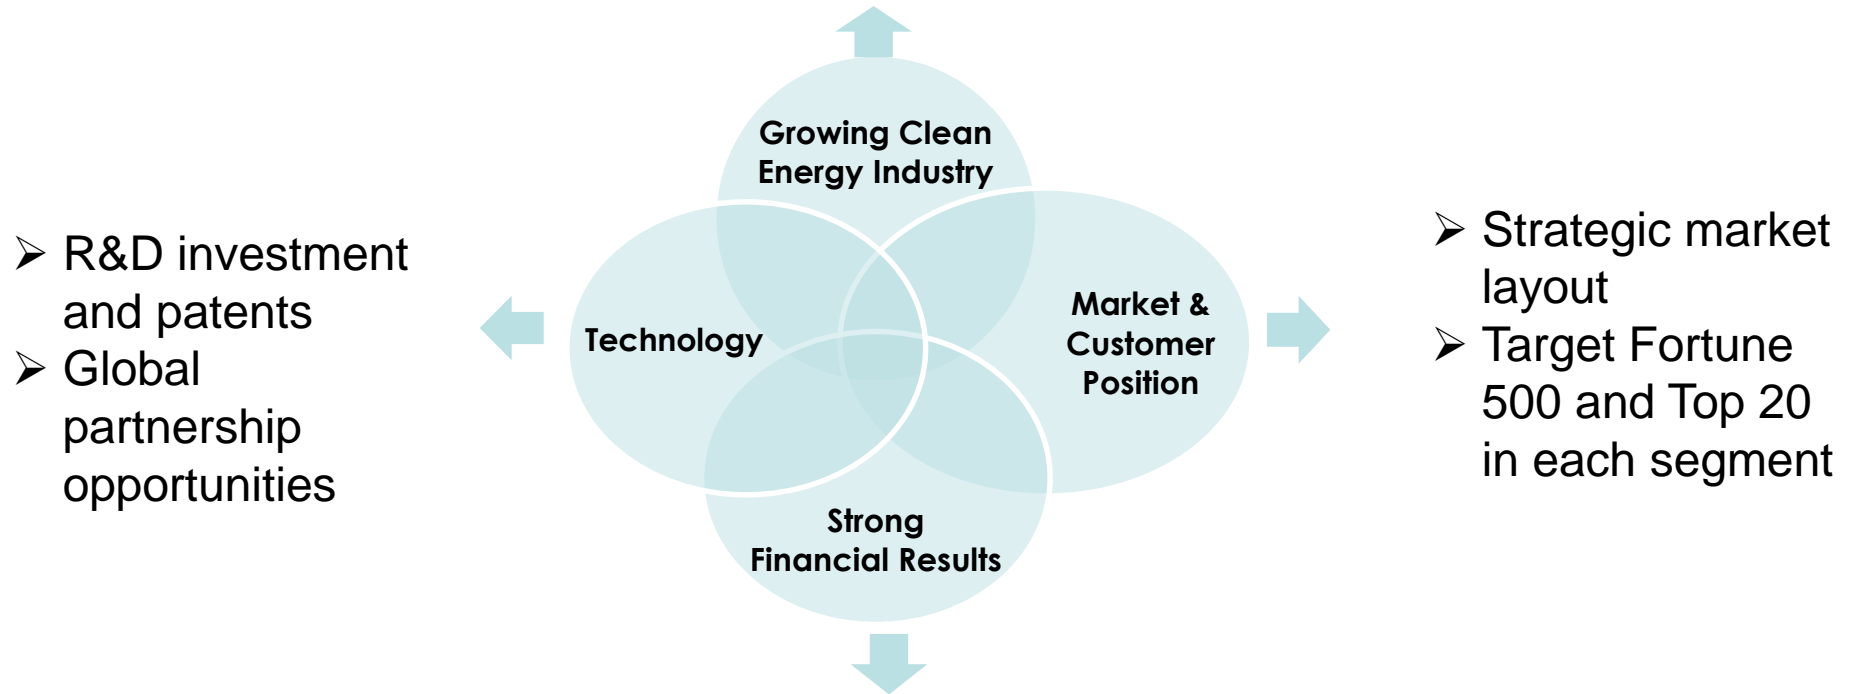 Growing Clean
Energy Industry
➢ R&D investment
and patents
➢ Global
partnership
opportunities
Technology
Market &
Customer
Position
Strong
Financial Results
➢ Strategic market
layout
➢ Target Fortune
500 and Top 20
in each segment